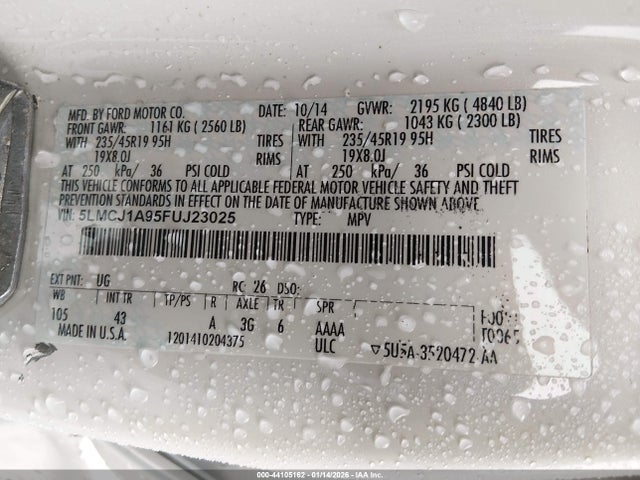 MFD. BY FORD MOTOR CO. DATE: 10/14 GVWR: 2195 KG ( 4840 LB)
FRONT GAWR: 1161 KG ( 2560 LB) REAR GAWR: 1043 KG ( 2300 LB)
WITH 235/45R19 95H TIRES WITH 235/45R19 95H TIRES
19X8.0J RIMS 19X8.0J RIMS
AT 250 kPa/ 36 PSI COLD AT 250 kPa/ 36 PSI COLD
THIS VEHICLE CONFORMS TO ALL APPLICABLE FEDERAL MOTOR VEHICLE SAFETY AND THEFT
PREVENTION STANDARDS IN EFFECT ON THE DATE OF MANUFACTURE SHOWN ABOVE.
VIN: 5LMCJ1A95FUJ23025 TYPE: MPV
EXT PNT: UG RC: 26 DSO:
WB INT TR TP/PS R AXLE TR SPR
105 43 A 3G 6 AAAA
MADE IN U.S.A. 1201410204375 ULC
000-44105162 - 01/14/2026 - IAA Holdings, LLC